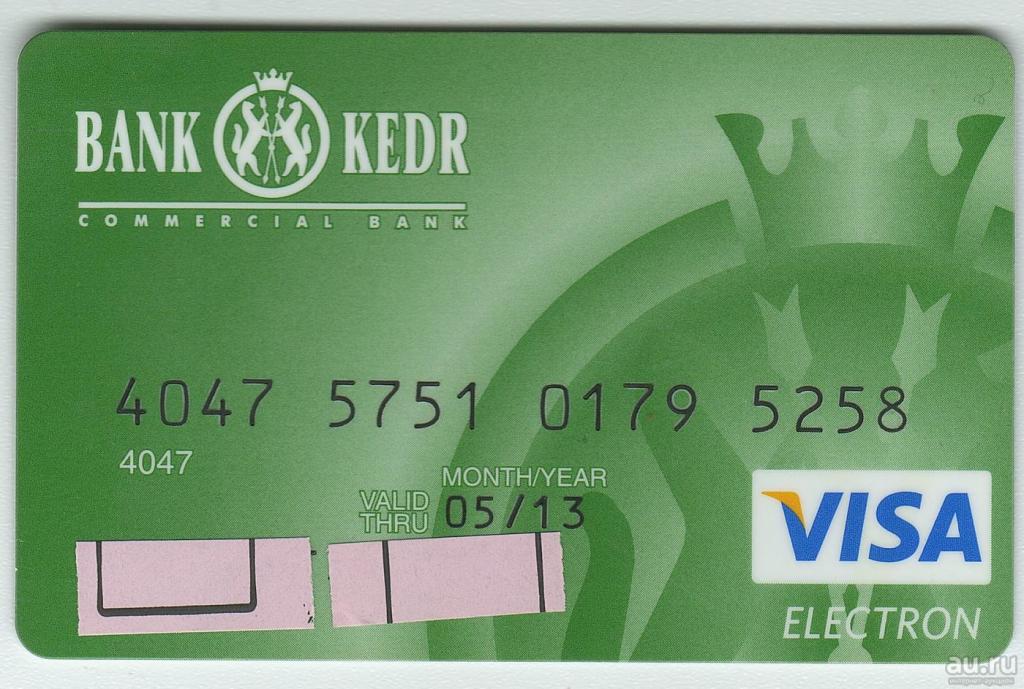 BANK KEDR
COMMERCIAL BANK
4047 5751 0179 5258
4047
MONTH/YEAR
VALID THRU 05/13
VISA
ELECTRON
au.ru